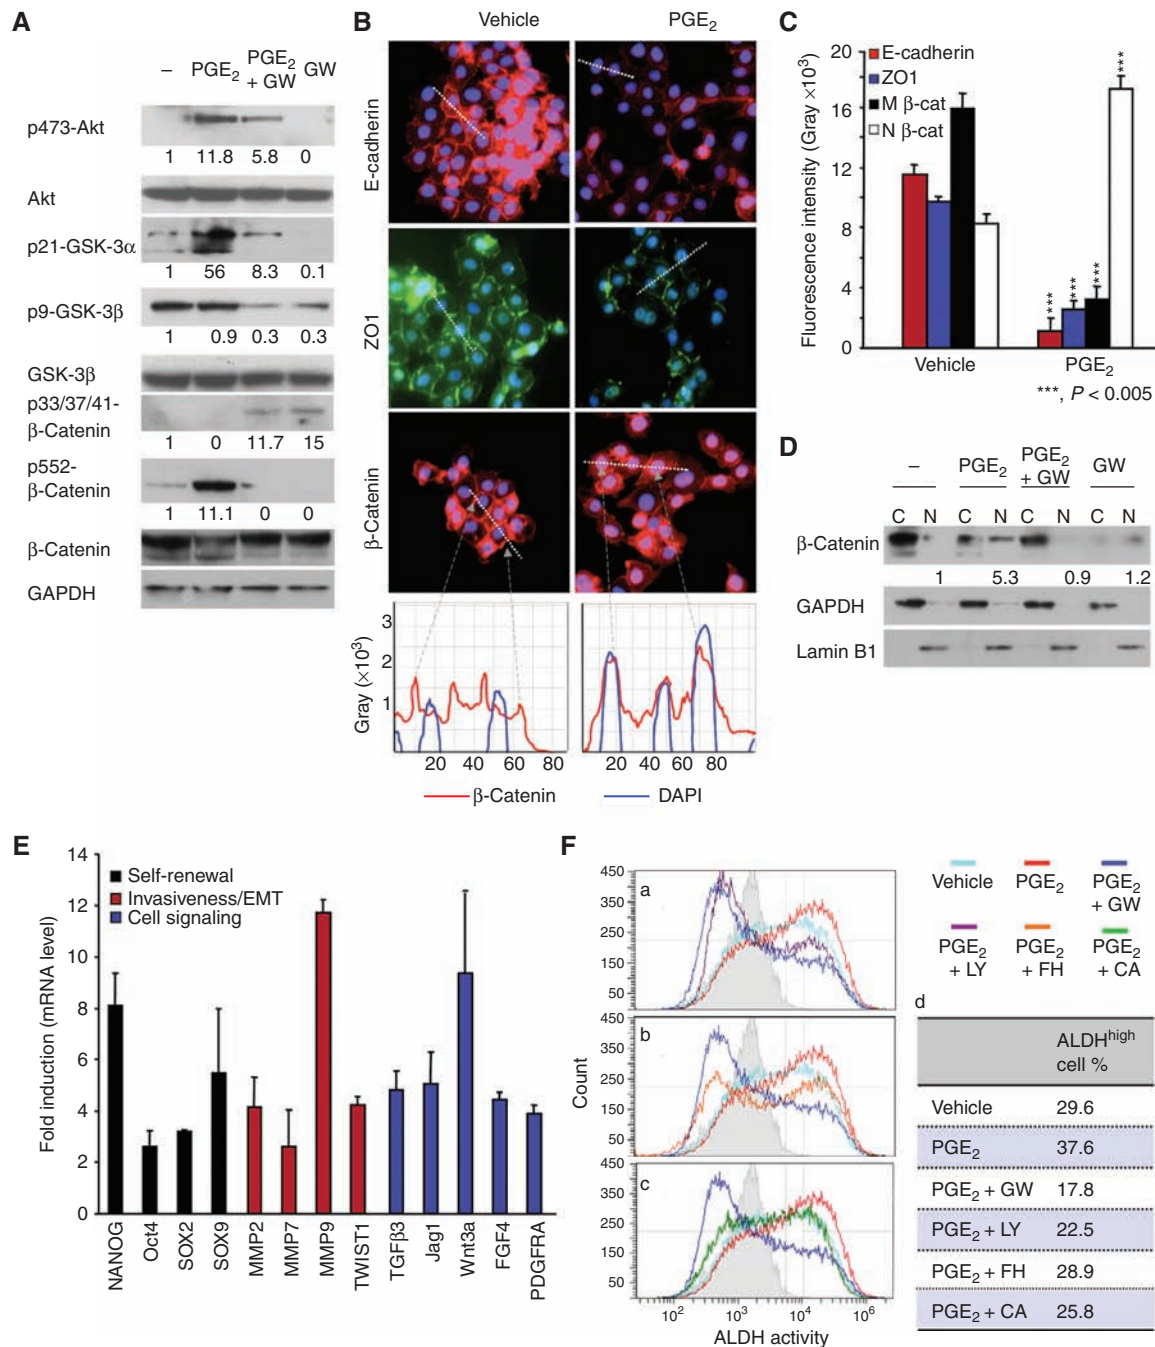 A
– PGE2 PGE2 + GW GW
p473-Akt
1 11.8 5.8 0
Akt
p21-GSK-3α
1 56 8.3 0.1
p9-GSK-3β
1 0.9 0.3 0.3
GSK-3β
p33/37/41-
β-Catenin
1 0 11.7 15
p552-
β-Catenin
1 11.1 0 0
β-Catenin
GAPDH
B
Vehicle PGE2
E-cadherin
ZO1
β-Catenin
Gray (×10³)
3
2
1
20 40 60 80 20 40 60 80
β-Catenin DAPI
C
Fluorescence intensity (Gray ×10³)
20
16
12
8
4
0
E-cadherin
ZO1
M β-cat
N β-cat
*** *** *** ***
Vehicle PGE2
***, P < 0.005
D
– PGE2 PGE2 + GW GW
C N C N C N C N
β-Catenin
1 5.3 0.9 1.2
GAPDH
Lamin B1
E
Fold induction (mRNA level)
14
12
10
8
6
4
2
0
Self-renewal
Invasiveness/EMT
Cell signaling
NANOG
Oct4
SOX2
SOX9
MMP2
MMP7
MMP9
TWIST1
TGFβ3
Jag1
Wnt3a
FGF4
PDGFRA
F
Count
a
450
350
250
150
50
b
450
350
250
150
50
c
450
350
250
150
50
10² 10³ 10⁴ 10⁶
ALDH activity
Vehicle PGE2 PGE2 + GW
PGE2 + LY PGE2 + FH PGE2 + CA
d
ALDHhigh
cell %
Vehicle 29.6
PGE2 37.6
PGE2 + GW 17.8
PGE2 + LY 22.5
PGE2 + FH 28.9
PGE2 + CA 25.8